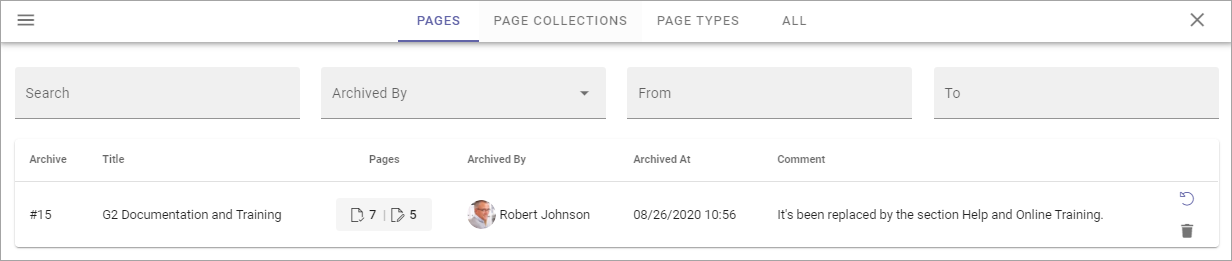 PAGES PAGE COLLECTIONS PAGE TYPES ALL
Search Archived By From To
Archive Title Pages Archived By Archived At Comment
#15 G2 Documentation and Training 7 | 5 Robert Johnson 08/26/2020 10:56 It's been replaced by the section Help and Online Training.